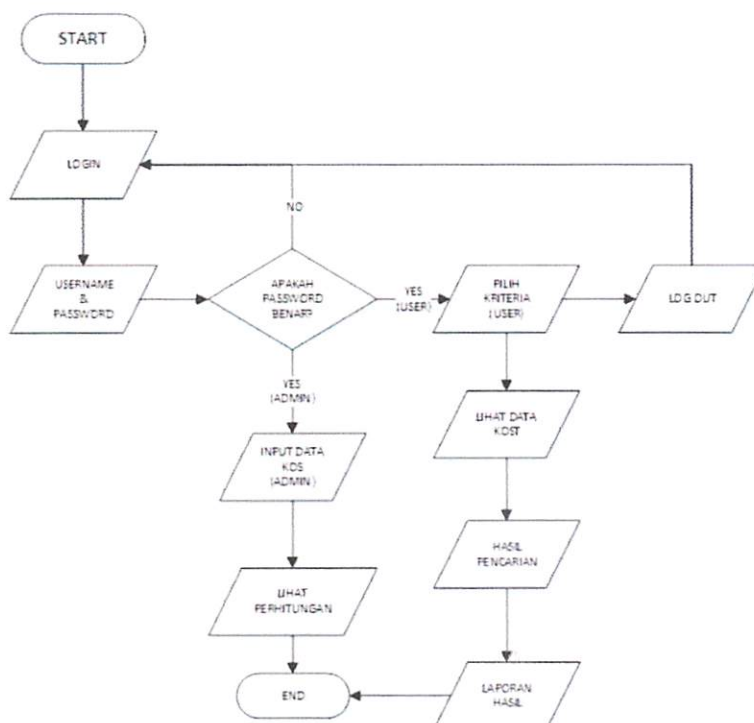 START
LOGIN
NO
USERNAME
&
PASSWORD
APAKAH
PASSWORD
BENAR?
YES
(USER)
PILIH
KRITERIA
(USER)
LOG OUT
YES
(ADMIN)
LIHAT DATA
KOST
INPUT DATA
KOS
(ADMIN)
HASIL
PENCARIAN
LIHAT
PERHITUNGAN
END
LAPORAN
HASIL